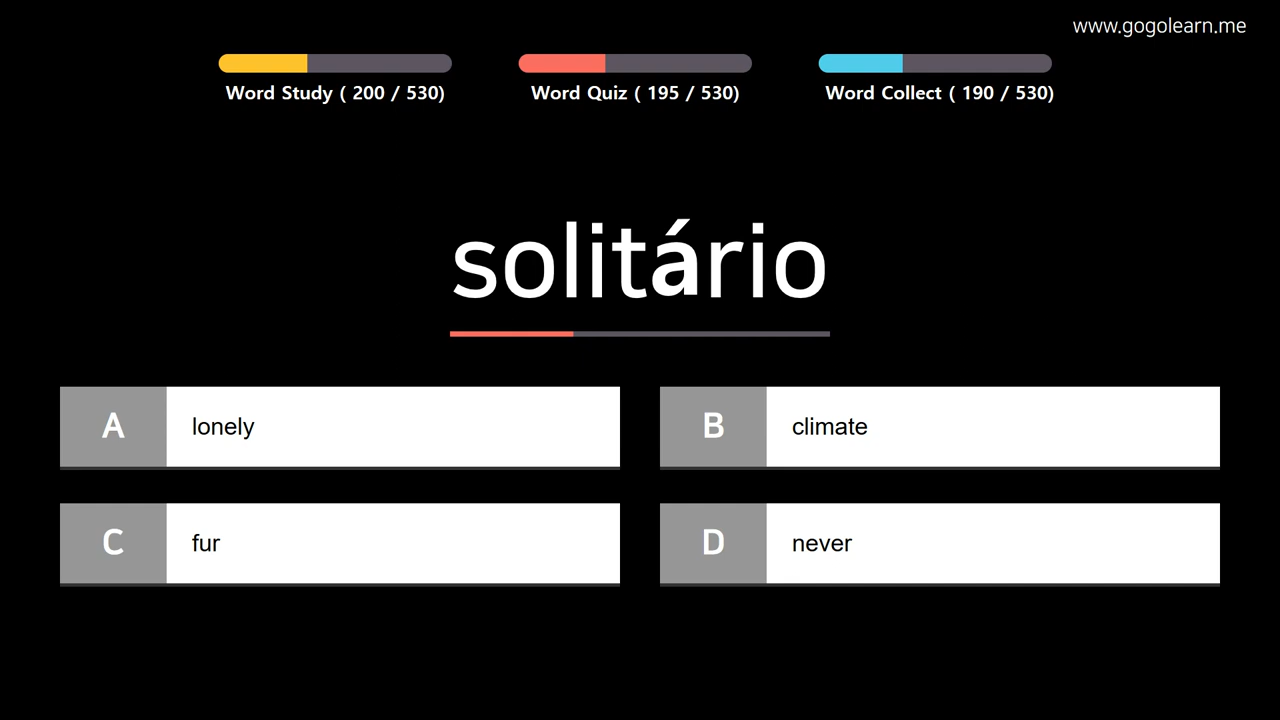 www.gogolearn.me
Word Study ( 200 / 530)
Word Quiz ( 195 / 530)
Word Collect ( 190 / 530)
solitário
A lonely
B climate
C fur
D never